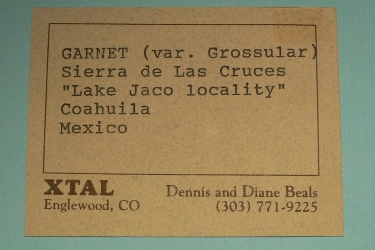 GARNET (var. Grossular)
Sierra de Las Cruces
"Lake Jaco locality"
Coahuila
Mexico
XTAL
Englewood, CO
Dennis and Diane Beals
(303) 771-9225